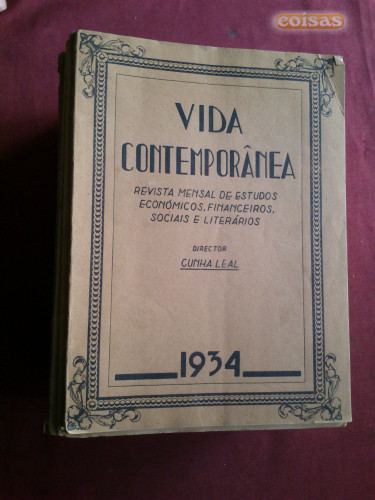 coisas
VIDA
CONTEMPORÂNEA
REVISTA MENSAL DE ESTUDOS
ECONÓMICOS, FINANCEIROS,
SOCIAIS E LITERÁRIOS
DIRECTOR
CUNHA LEAL
1934